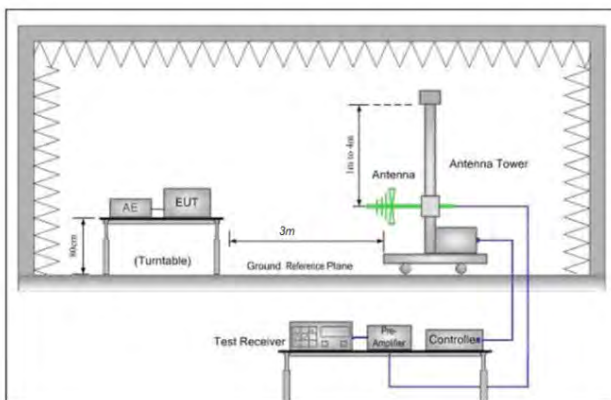 1m to 4m
Antenna
Antenna Tower
AE
EUT
3m
80cm
(Turntable)
Ground Reference Plane
Test Receiver
Pre-
Amplifier
Controller